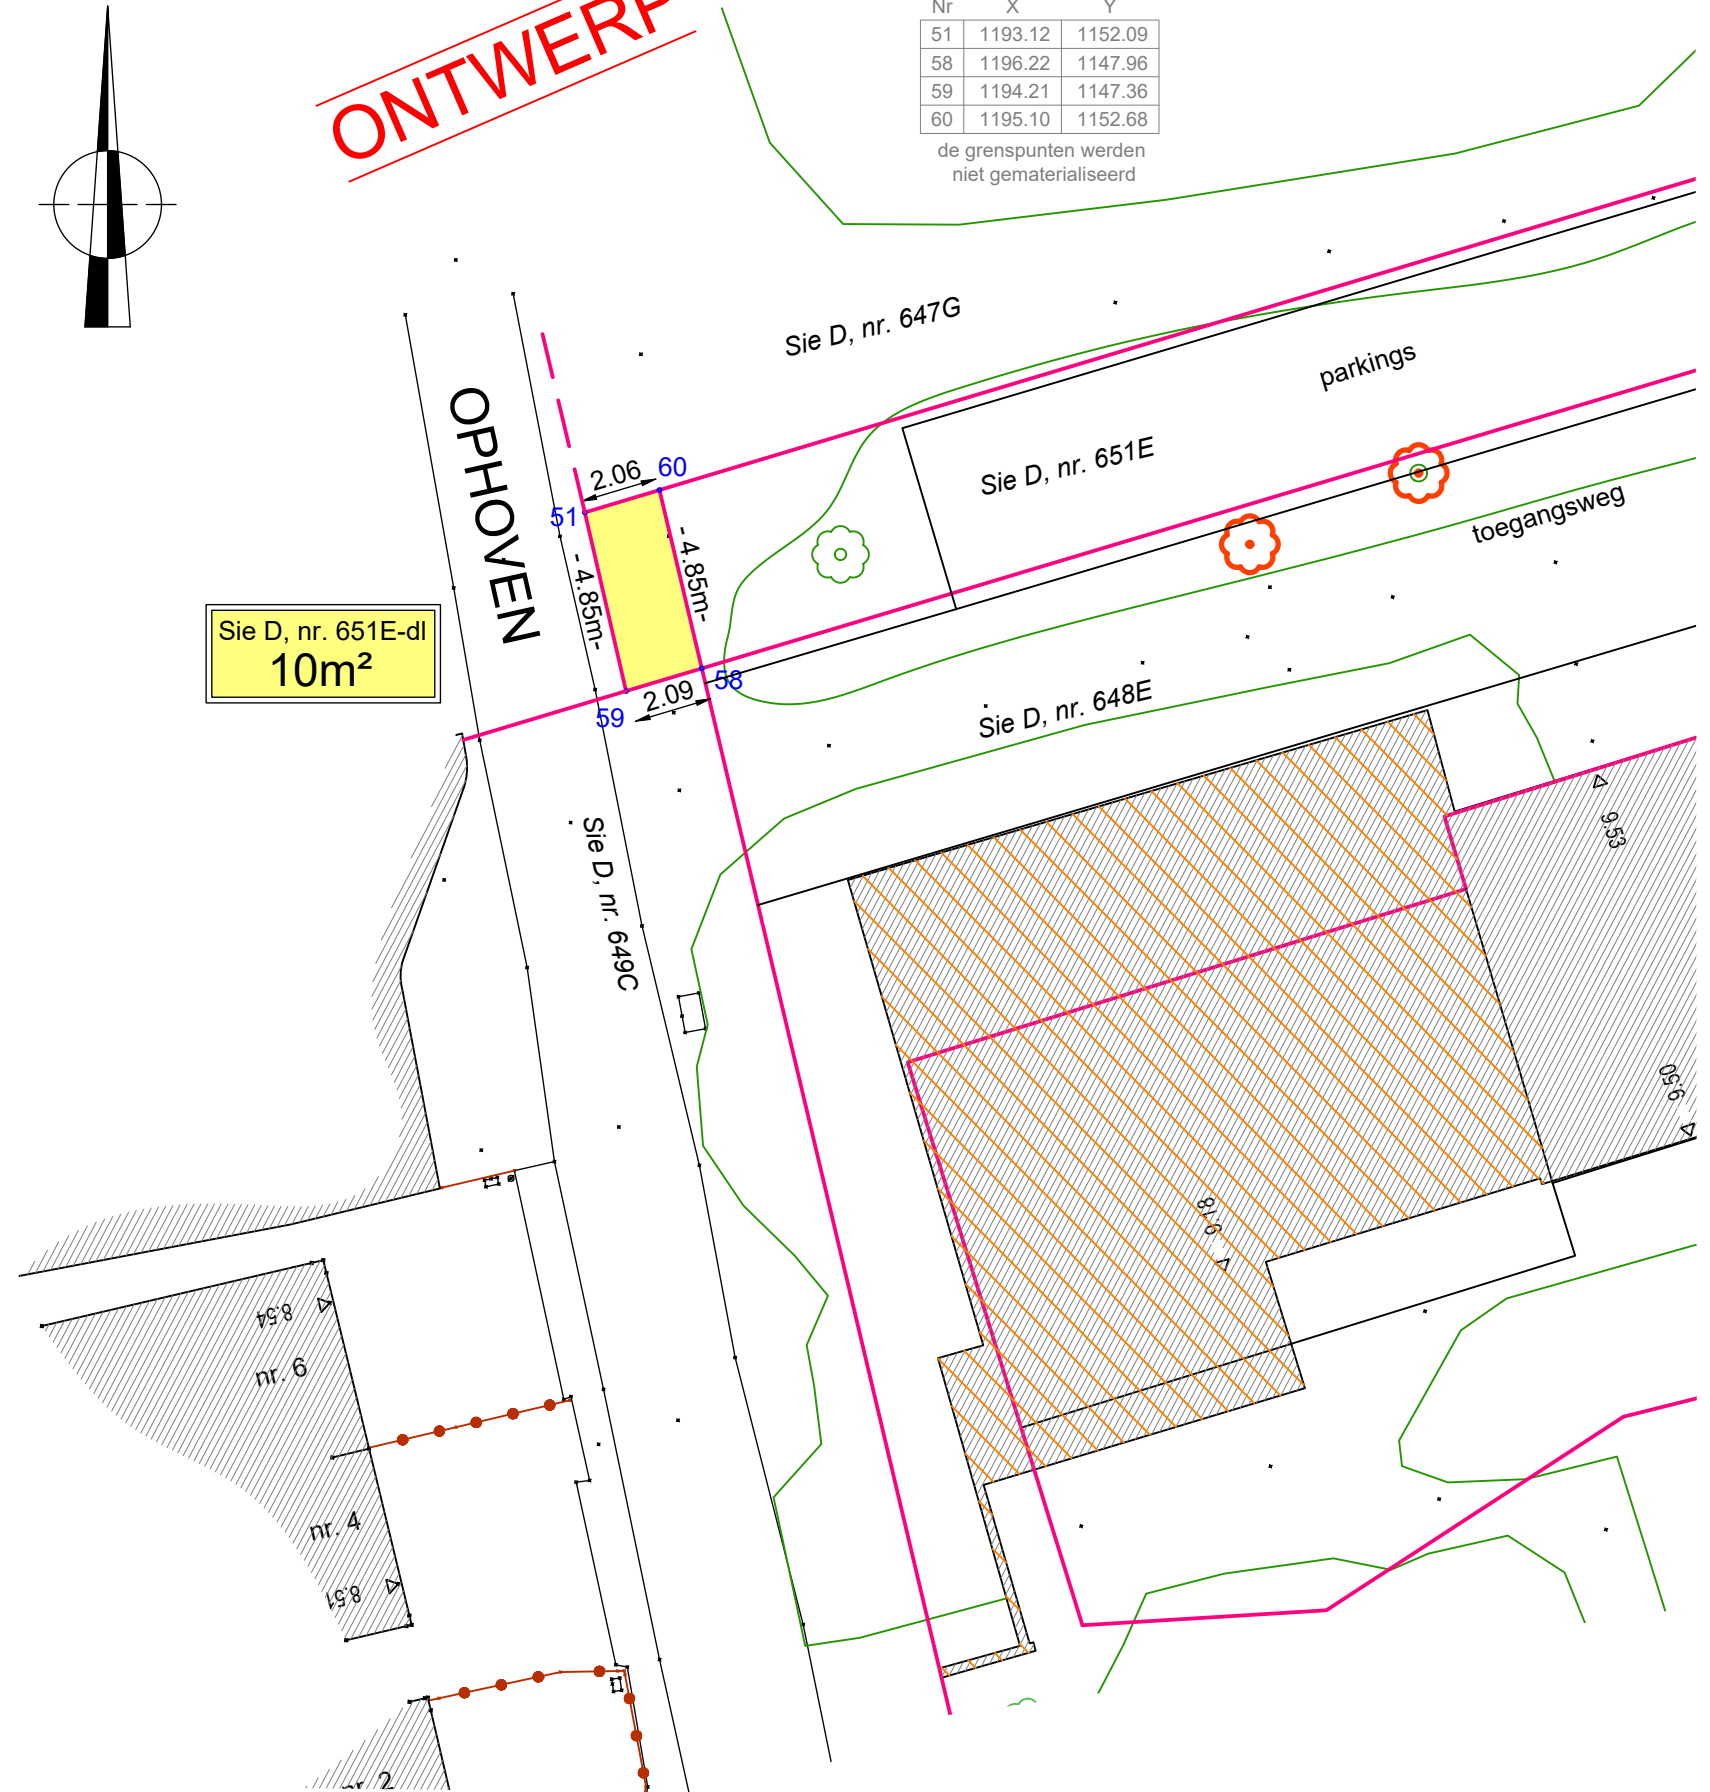 ONTWERP
Nr X Y
51 1193.12 1152.09
58 1196.22 1147.96
59 1194.21 1147.36
60 1195.10 1152.68
de grenspunten werden
niet gematerialiseerd
Sie D, nr. 647G
parkings
OPHOVEN
Sie D, nr. 651E
2.06
60
51
toegangsweg
- 4.85m-
- 4.85m-
Sie D, nr. 651E-dl
10m²
58
2.09
59
Sie D, nr. 648E
9.53
Sie D, nr. 649C
9.50
8.54
nr. 6
nr. 4
8.51
nr. 2